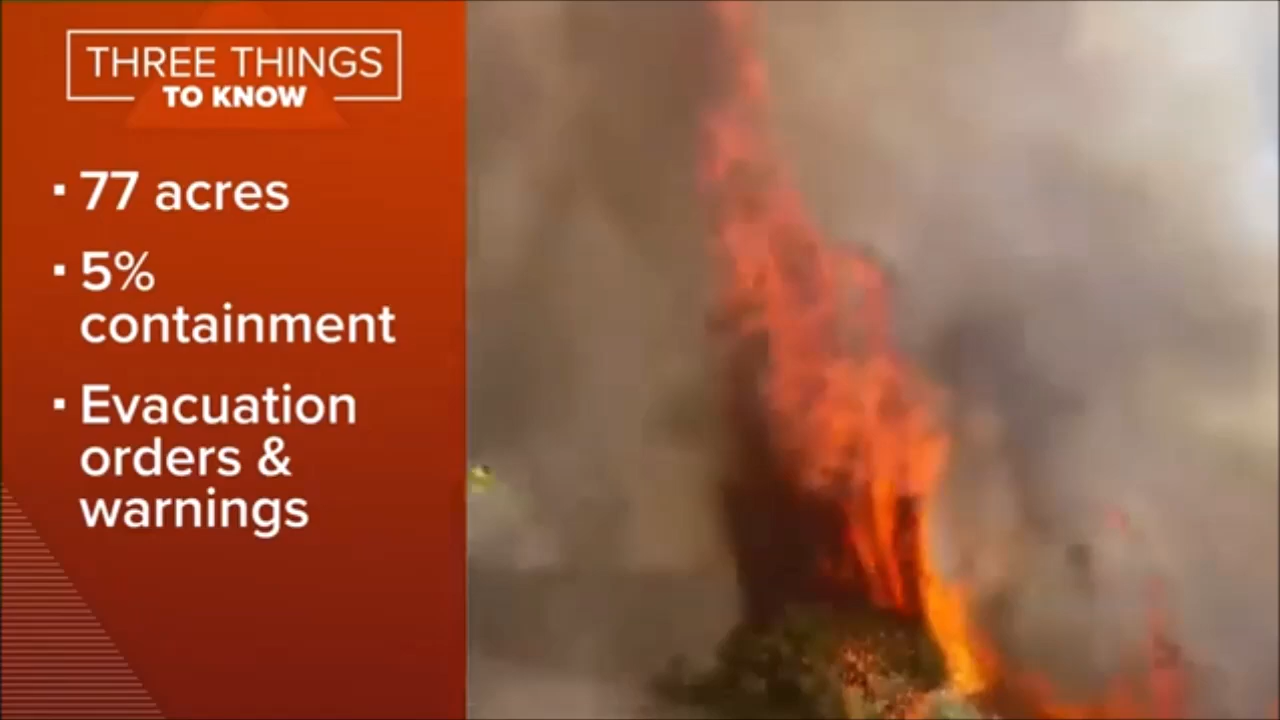 THREE THINGS
TO KNOW
▪ 77 acres
▪ 5%
containment
▪ Evacuation
orders &
warnings